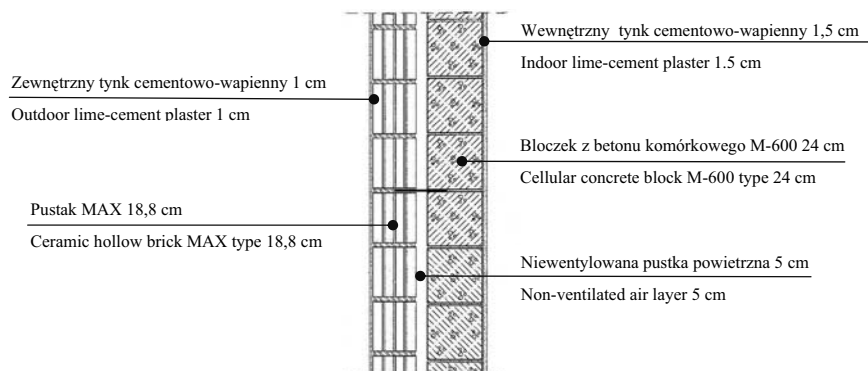 Zewnętrzny tynk cementowo-wapienny 1 cm
Outdoor lime-cement plaster 1 cm
Pustak MAX 18,8 cm
Ceramic hollow brick MAX type 18,8 cm
Wewnętrzny tynk cementowo-wapienny 1,5 cm
Indoor lime-cement plaster 1.5 cm
Bloczek z betonu komórkowego M-600 24 cm
Cellular concrete block M-600 type 24 cm
Niewentylowana pustka powietrzna 5 cm
Non-ventilated air layer 5 cm